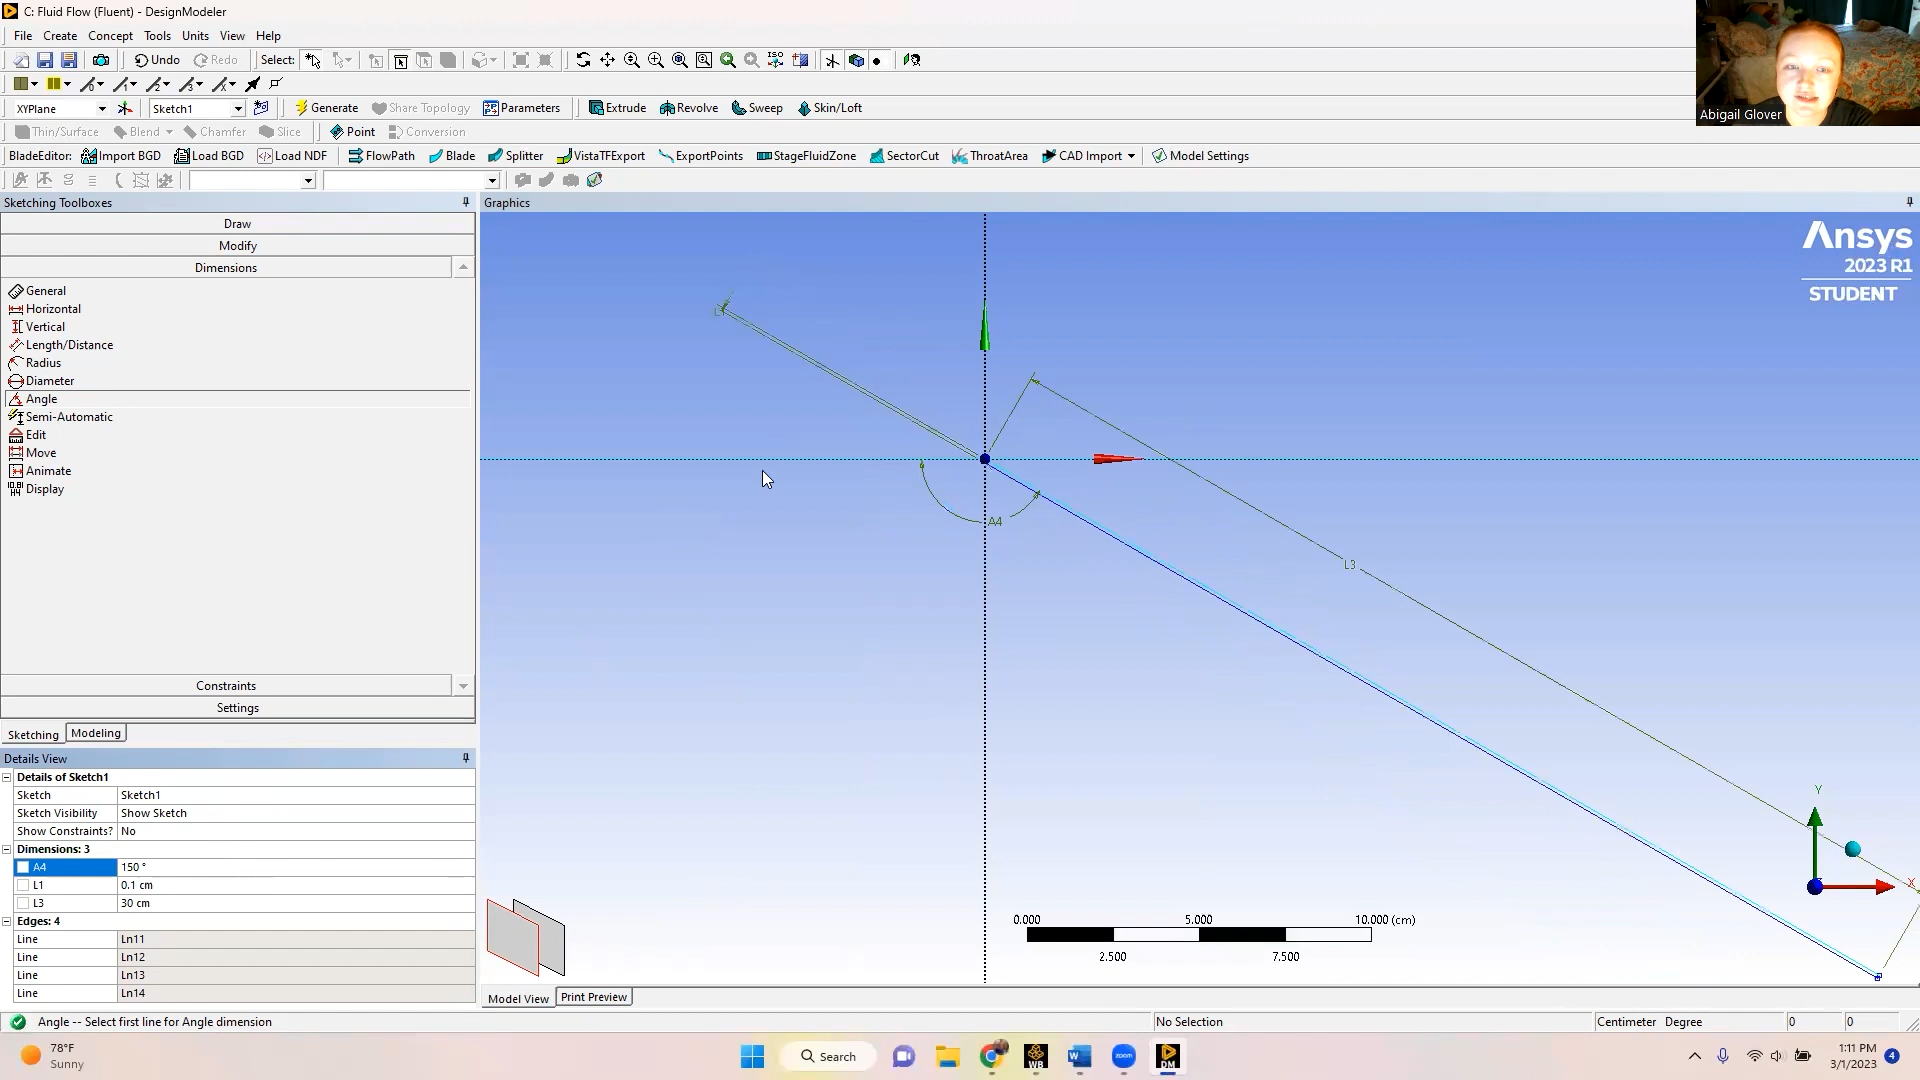 C: Fluid Flow (Fluent) - DesignModeler
File Create Concept Tools Units View Help
Undo Redo Select:
XYPlane Sketch1 Generate Share Topology Parameters Extrude Revolve Sweep Skin/Loft
Thin/Surface Blend Chamfer Slice Point Conversion
BladeEditor: Import BGD Load BGD Load NDF FlowPath Blade Splitter VistaTFExport ExportPoints StageFluidZone SectorCut ThroatArea CAD Import Model Settings
Abigail Glover
Sketching Toolboxes
Draw
Modify
Dimensions
General
Horizontal
Vertical
Length/Distance
Radius
Diameter
Angle
Semi-Automatic
Edit
Move
Animate
Display
Constraints
Settings
Sketching Modeling
Details View
Details of Sketch1
Sketch Sketch1
Sketch Visibility Show Sketch
Show Constraints? No
Dimensions: 3
A4 150 °
L1 0.1 cm
L3 30 cm
Edges: 4
Line Ln11
Line Ln12
Line Ln13
Line Ln14
Graphics
Ansys
2023 R1
STUDENT
L1
A4
L3
Y
X
0.000 5.000 10.000 (cm)
2.500 7.500
Model View Print Preview
Angle -- Select first line for Angle dimension
No Selection
Centimeter Degree 0 0
78°F
Sunny
Search
WB
W
zoom
DM
1:11 PM
3/1/2023
4